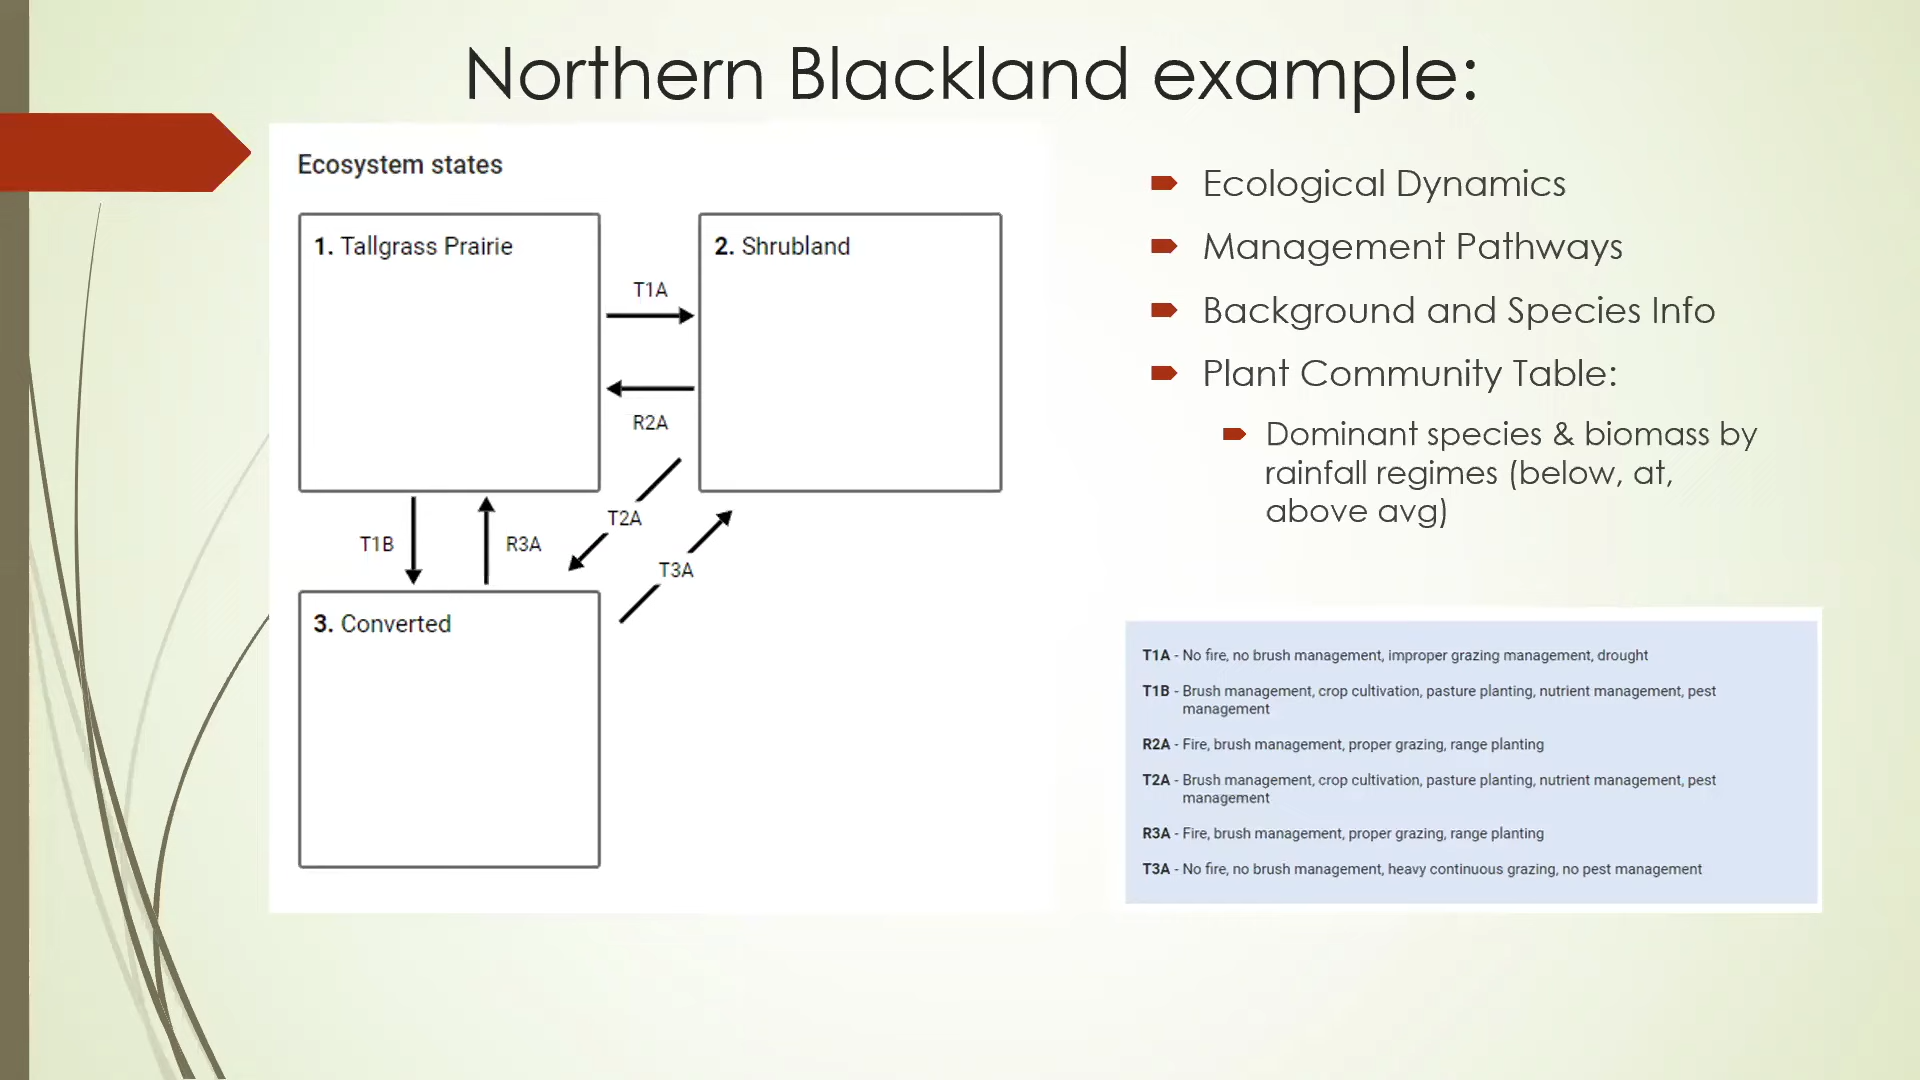 Northern Blackland example:
Ecosystem states
1. Tallgrass Prairie
2. Shrubland
T1A
R2A
T2A
T3A
T1B
R3A
3. Converted
Ecological Dynamics
Management Pathways
Background and Species Info
Plant Community Table:
Dominant species & biomass by
rainfall regimes (below, at,
above avg)
T1A - No fire, no brush management, improper grazing management, drought
T1B - Brush management, crop cultivation, pasture planting, nutrient management, pest
management
R2A - Fire, brush management, proper grazing, range planting
T2A - Brush management, crop cultivation, pasture planting, nutrient management, pest
management
R3A - Fire, brush management, proper grazing, range planting
T3A - No fire, no brush management, heavy continuous grazing, no pest management